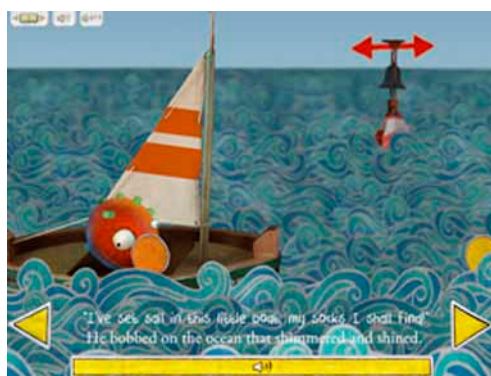 "I've set sail in this little boat, my socks I shall find!"
He bobbed on the ocean that shimmered and shined.